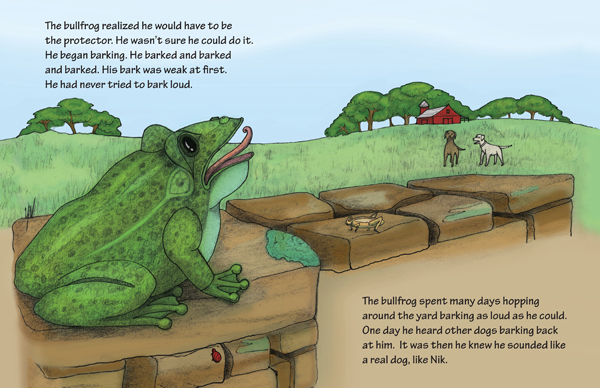 The bullfrog realized he would have to be
the protector. He wasn't sure he could do it.
He began barking. He barked and barked
and barked. His bark was weak at first.
He had never tried to bark loud.
The bullfrog spent many days hopping
around the yard barking as loud as he could.
One day he heard other dogs barking back
at him.  It was then he knew he sounded like
a real dog, like Nik.